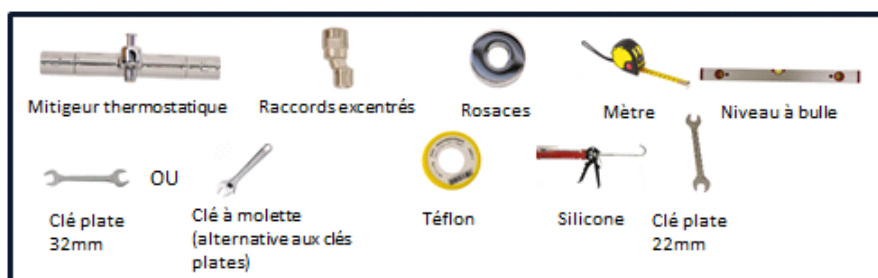 Mitigeur thermostatique
Raccords excentrés
Rosaces
Mètre
Niveau à bulle
OU
Clé plate
32mm
Clé à molette
(alternative aux clés
plates)
Téflon
Silicone
Clé plate
22mm